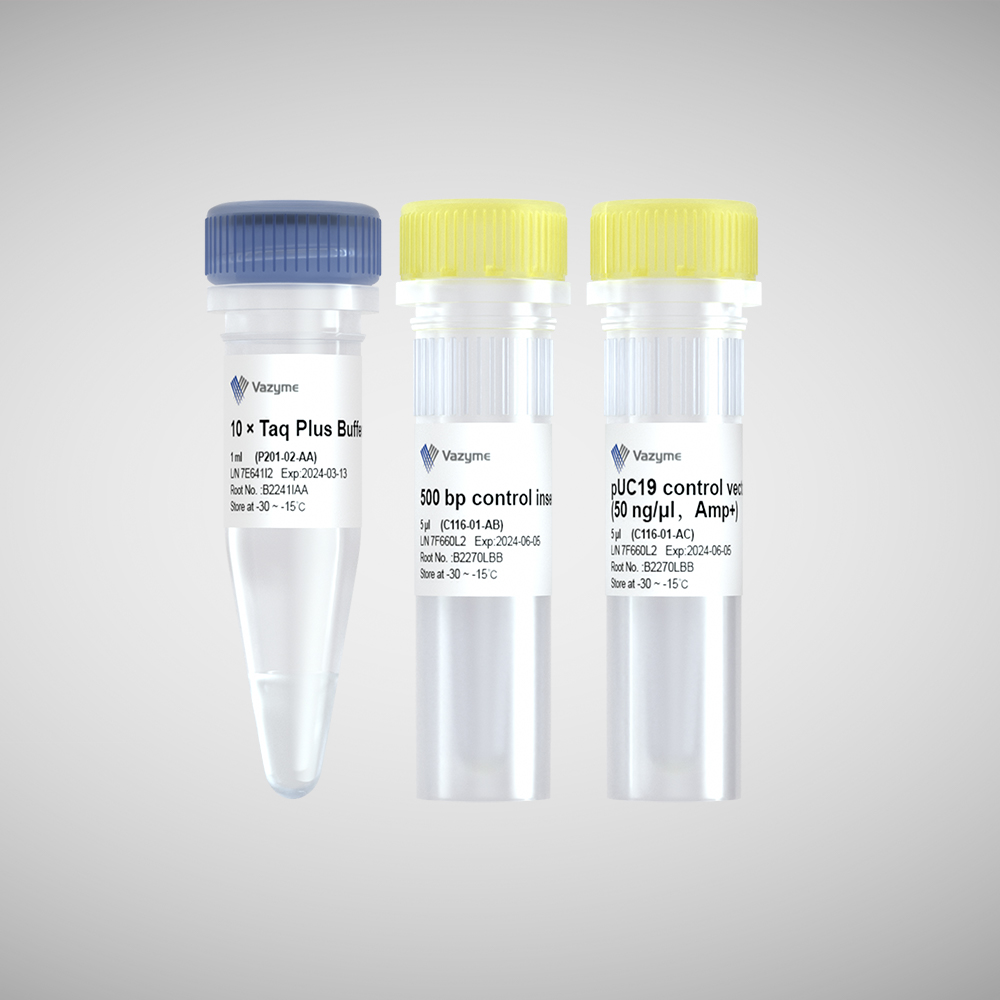 Vazyme
10 × Taq Plus Buffe
1 ml (P201-02-AA)
L/N 7E641I2 Exp:2024-03-13
Root No. :B2241IAA
Store at -30 ~ -15°C
Vazyme
500 bp control inse
5 μl (C116-01-AB)
L/N 7F660L2 Exp:2024-06-05
Root No. :B2270LBB
Store at -30 ~ -15°C
Vazyme
pUC19 control vect
(50 ng/μl, Amp+)
5 μl (C116-01-AC)
L/N 7F660L2 Exp:2024-06-05
Root No. :B2270LBB
Store at -30 ~ -15°C